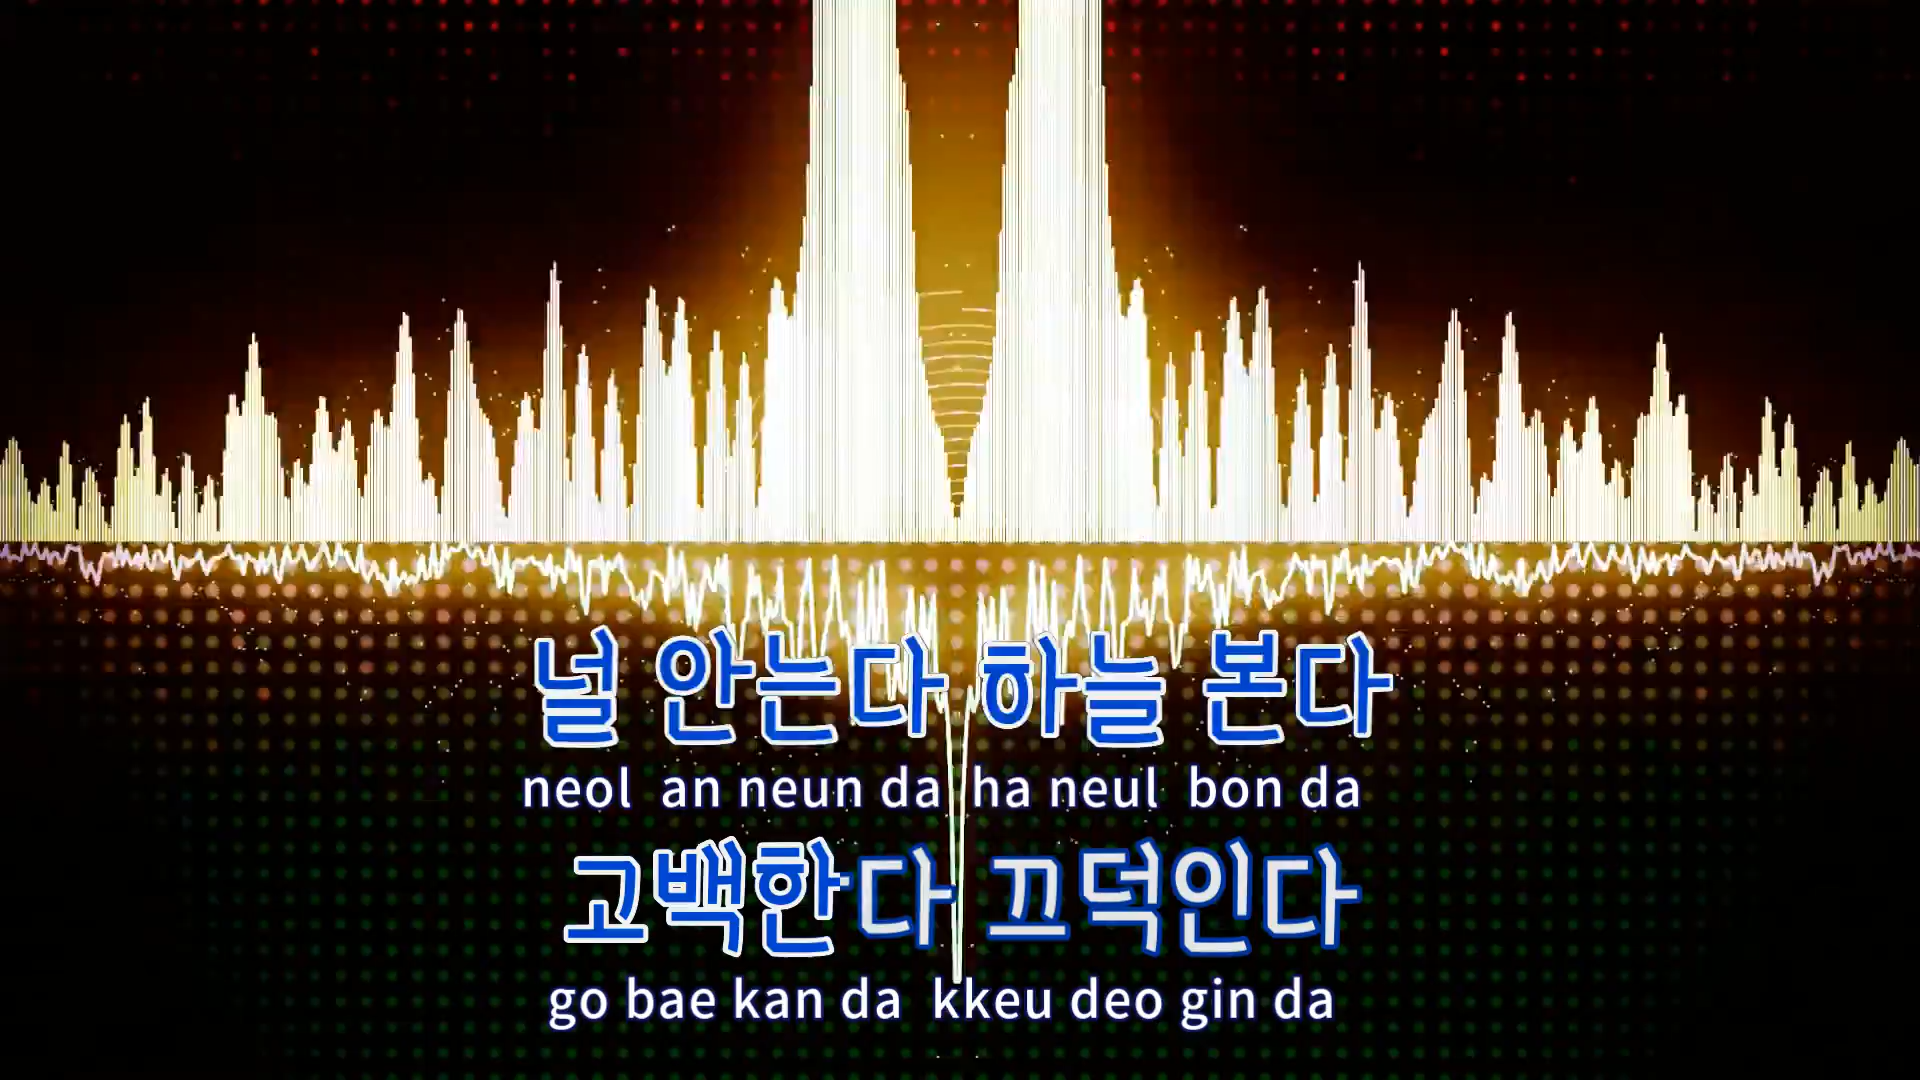 널 안는다 하늘 본다
neol an neun da ha neul bon da
고백한다 끄덕인다
go bae kan da kkeu deo gin da